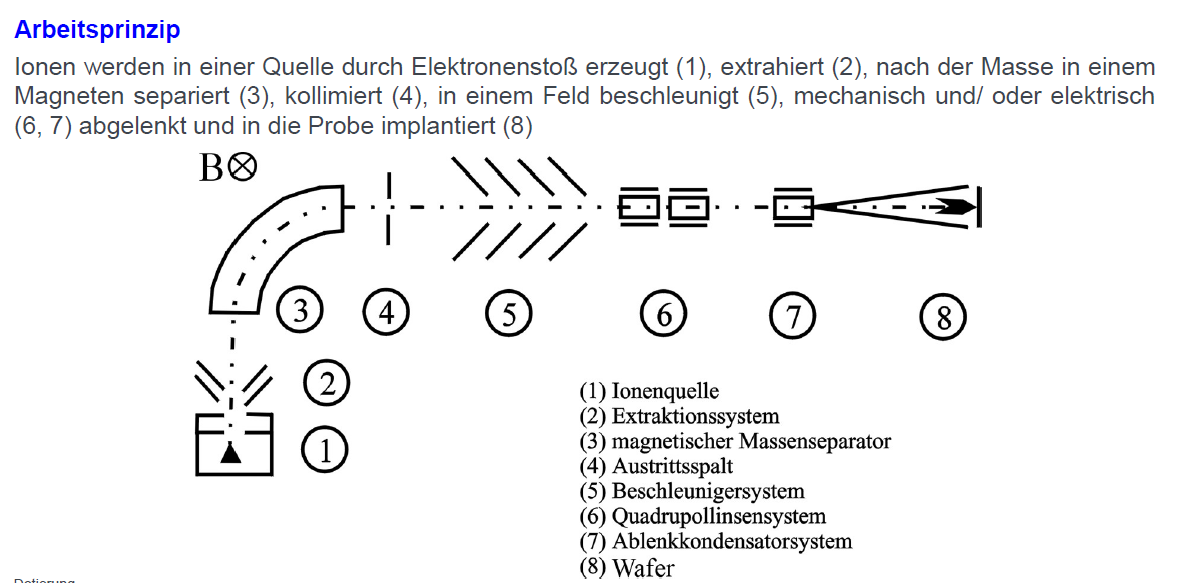 Arbeitsprinzip
Ionen werden in einer Quelle durch Elektronenstoß erzeugt (1), extrahiert (2), nach der Masse in einem
Magneten separiert (3), kollimiert (4), in einem Feld beschleunigt (5), mechanisch und/ oder elektrisch
(6, 7) abgelenkt und in die Probe implantiert (8)
B
3
4
5
6
7
8
2
1
(1) Ionenquelle
(2) Extraktionssystem
(3) magnetischer Massenseparator
(4) Austrittsspalt
(5) Beschleunigersystem
(6) Quadrupollinsensystem
(7) Ablenkkondensatorsystem
(8) Wafer